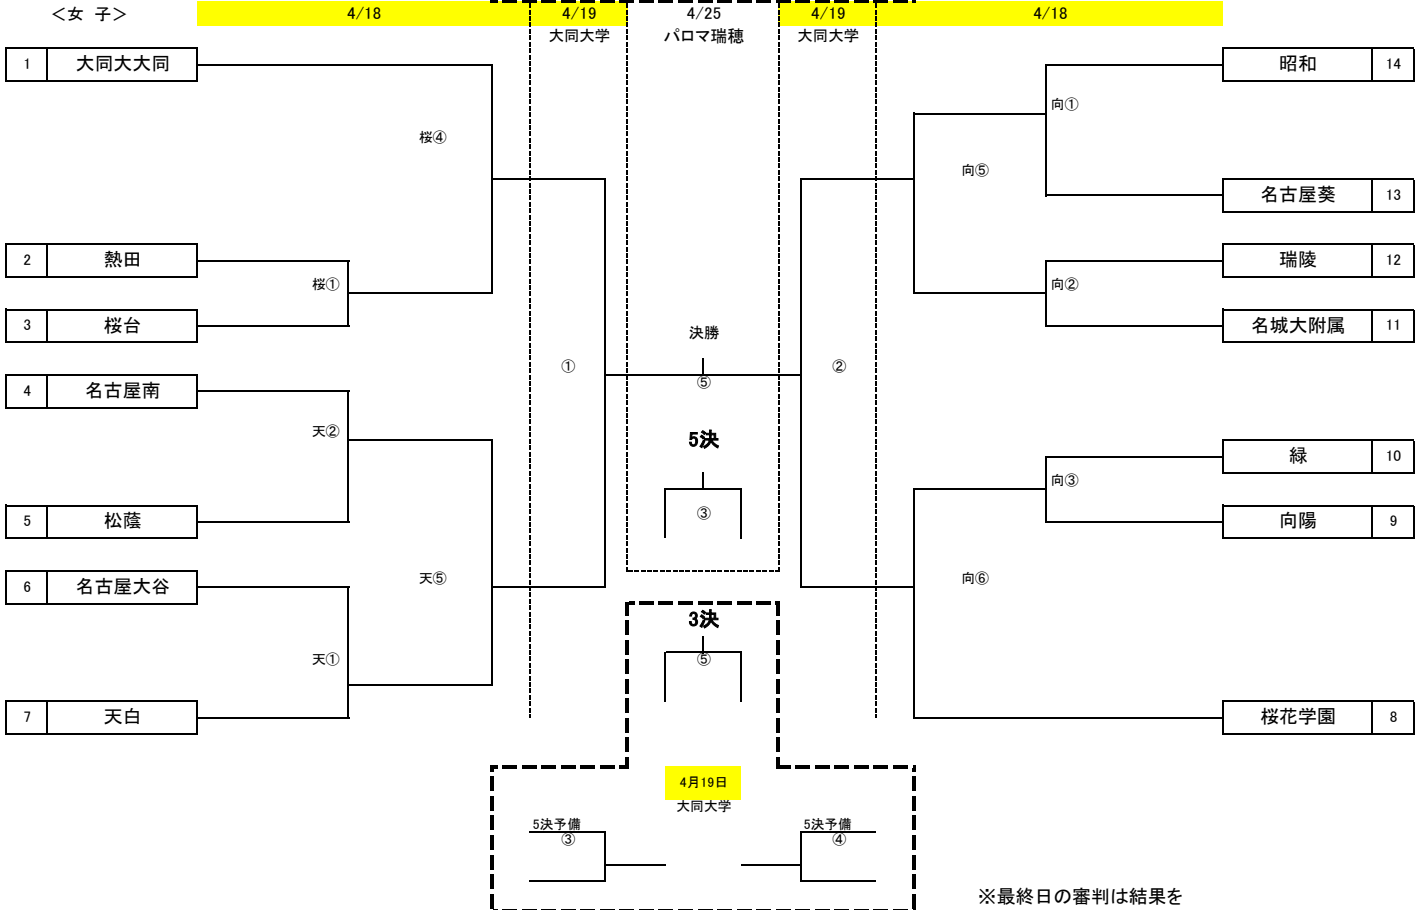 ＜女 子＞ 4/18 4/19 4/25 4/19 4/18
大同大学 パロマ瑞穂 大同大学
1 大同大大同 昭和 14
向①
桜④
向⑤
名古屋葵 13
2 熱田 瑞陵 12
桜① 向②
3 桜台 名城大附属 11
決勝
① ②
⑤
4 名古屋南
天②
5決
緑 10
向③
③
5 松蔭 向陽 9
天⑤ 向⑥
6 名古屋大谷
3決
天① ⑤
7 天白 桜花学園 8
4月19日
大同大学
5決予備 5決予備
③ ④
※最終日の審判は結果を